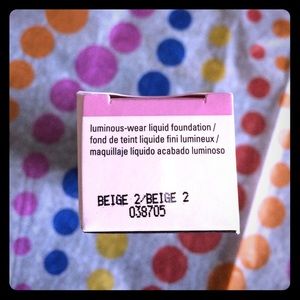 luminous-wear liquid foundation /
fond de teint liquide fini lumineux /
maquillaje líquido acabado luminoso
BEIGE 2/BEIGE 2
038705